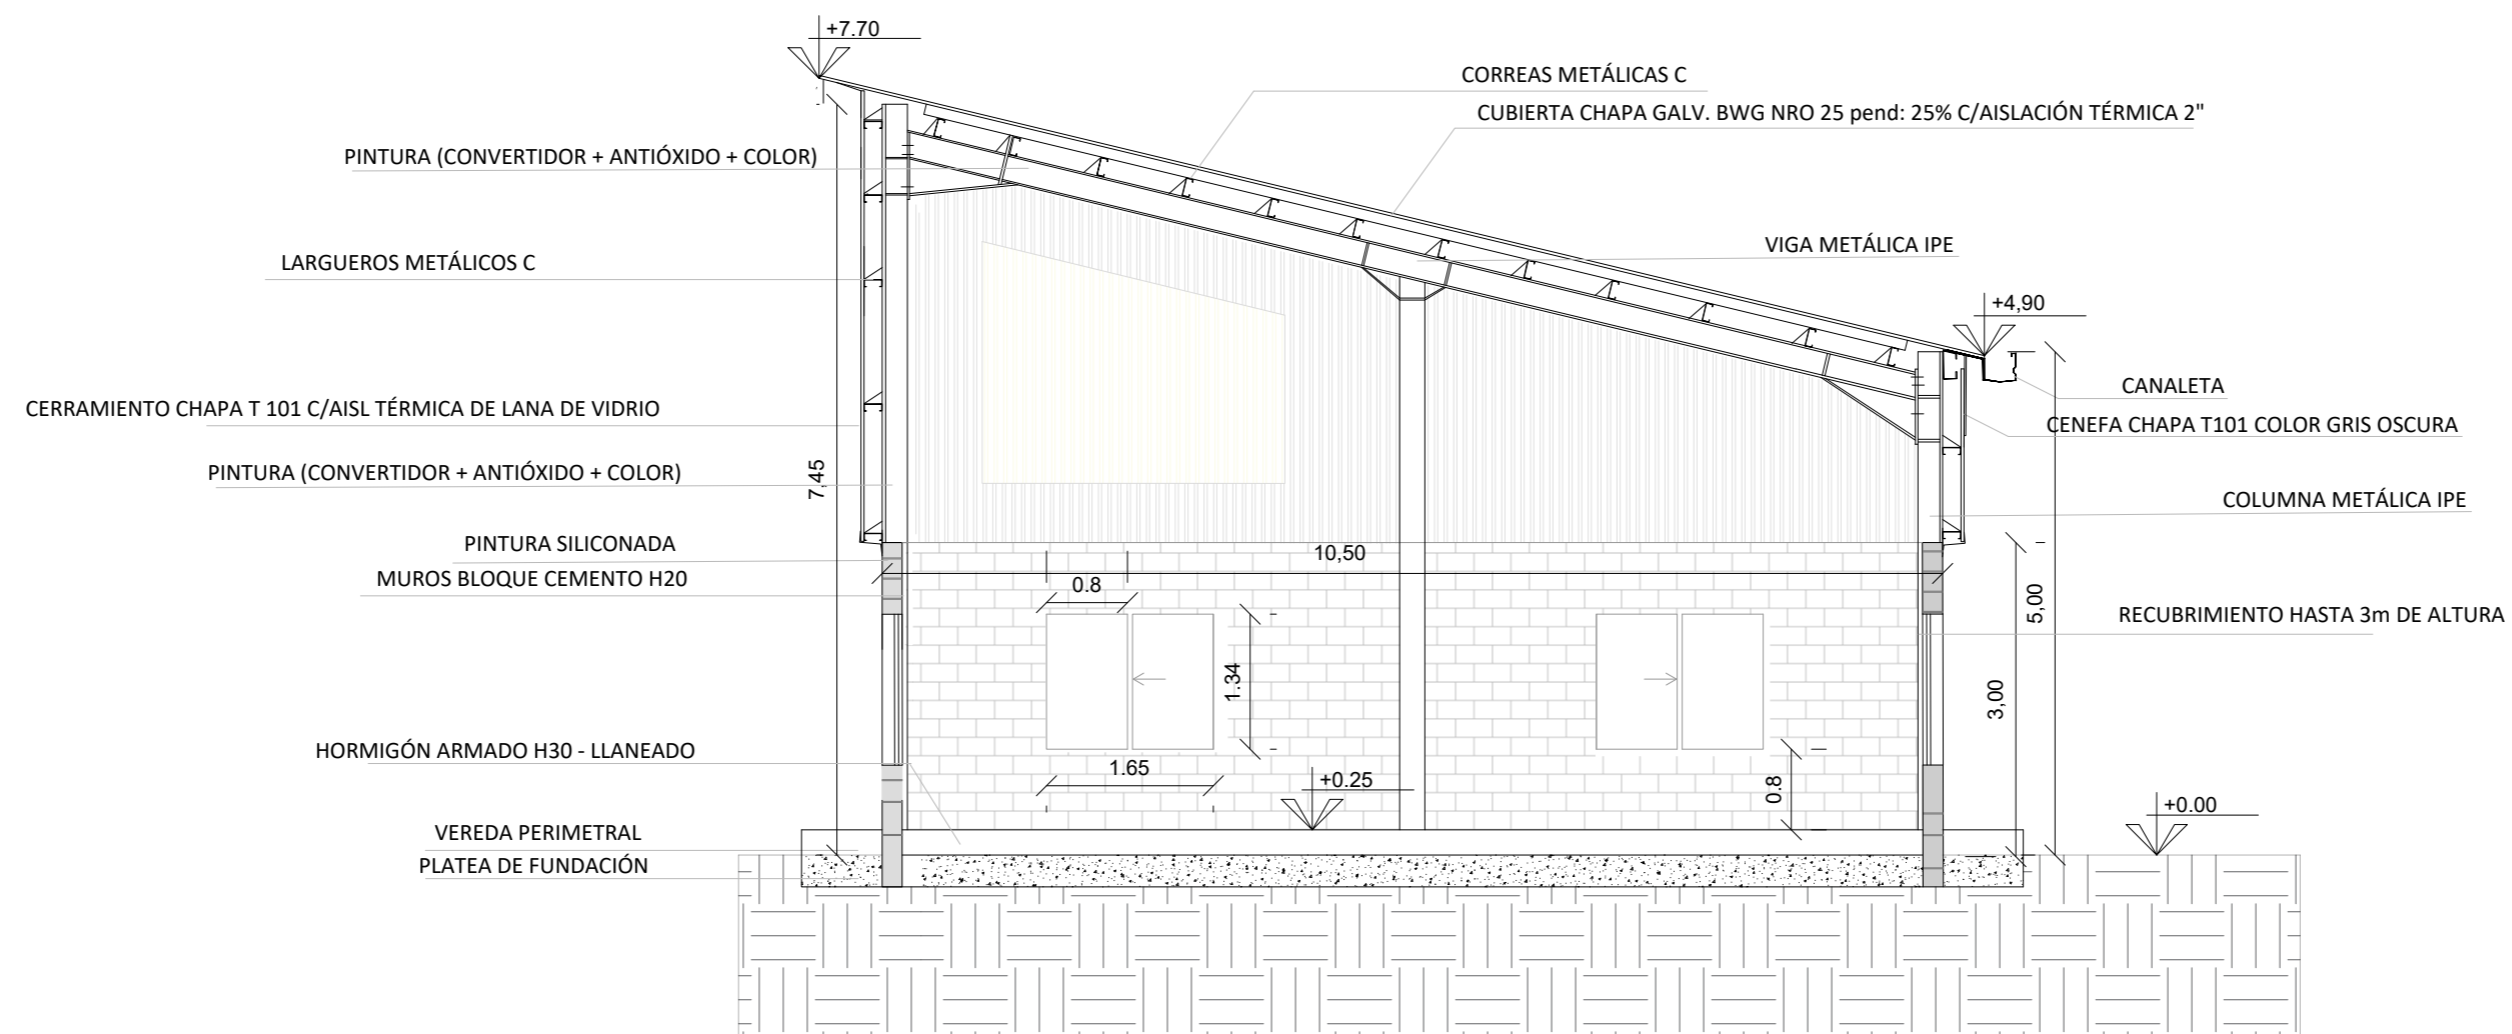 +7.70
CORREAS METÁLICAS C
CUBIERTA CHAPA GALV. BWG NRO 25 pend: 25% C/AISLACIÓN TÉRMICA 2"
PINTURA (CONVERTIDOR + ANTIÓXIDO + COLOR)
VIGA METÁLICA IPE
LARGUEROS METÁLICOS C
+4,90
CANALETA
CERRAMIENTO CHAPA T 101 C/AISL TÉRMICA DE LANA DE VIDRIO
CENEFA CHAPA T101 COLOR GRIS OSCURA
PINTURA (CONVERTIDOR + ANTIÓXIDO + COLOR)
7,45
COLUMNA METÁLICA IPE
PINTURA SILICONADA
10,50
MUROS BLOQUE CEMENTO H20
0.8
5,00
RECUBRIMIENTO HASTA 3m DE ALTURA
1.34
3,00
HORMIGÓN ARMADO H30 - LLANEADO
1.65
+0.25
0.8
+0.00
VEREDA PERIMETRAL
PLATEA DE FUNDACIÓN